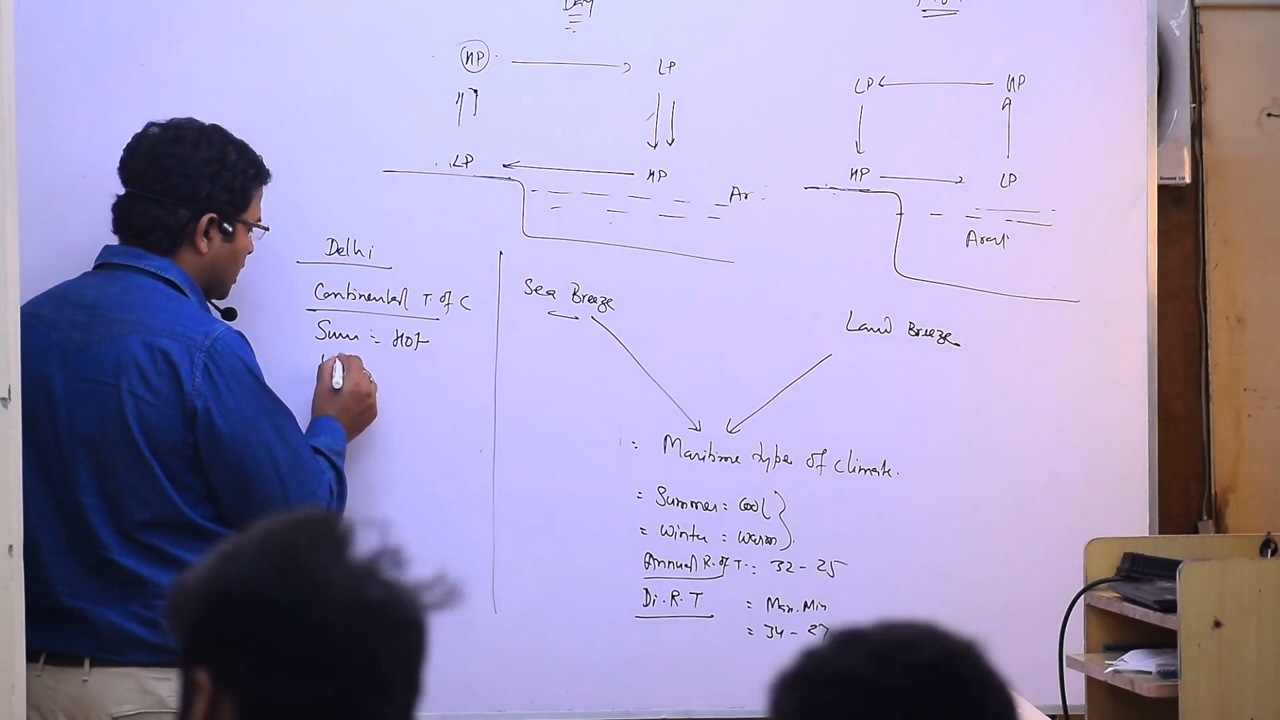 Day
HP LP
LP HP
Ar
LP HP
HP LP
Delhi
Continental T. of C
Sum = Hot
Sea Breeze
Land Breeze
= Maritime type of climate.
= Summer = Cool
= Winter = Warm
Annual R. of T. = 32 - 25
Di. R. T = Max. Min
= 34 - 27